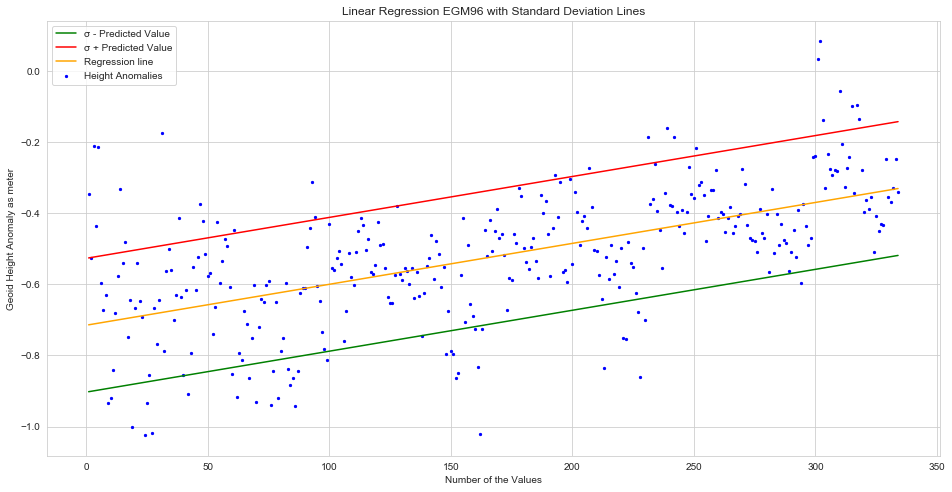 Linear Regression EGM96 with Standard Deviation Lines
σ - Predicted Value
σ + Predicted Value
Regression line
Height Anomalies
Geoid Height Anomaly as meter
0.0
−0.2
−0.4
−0.6
−0.8
−1.0
0 50 100 150 200 250 300 350
Number of the Values